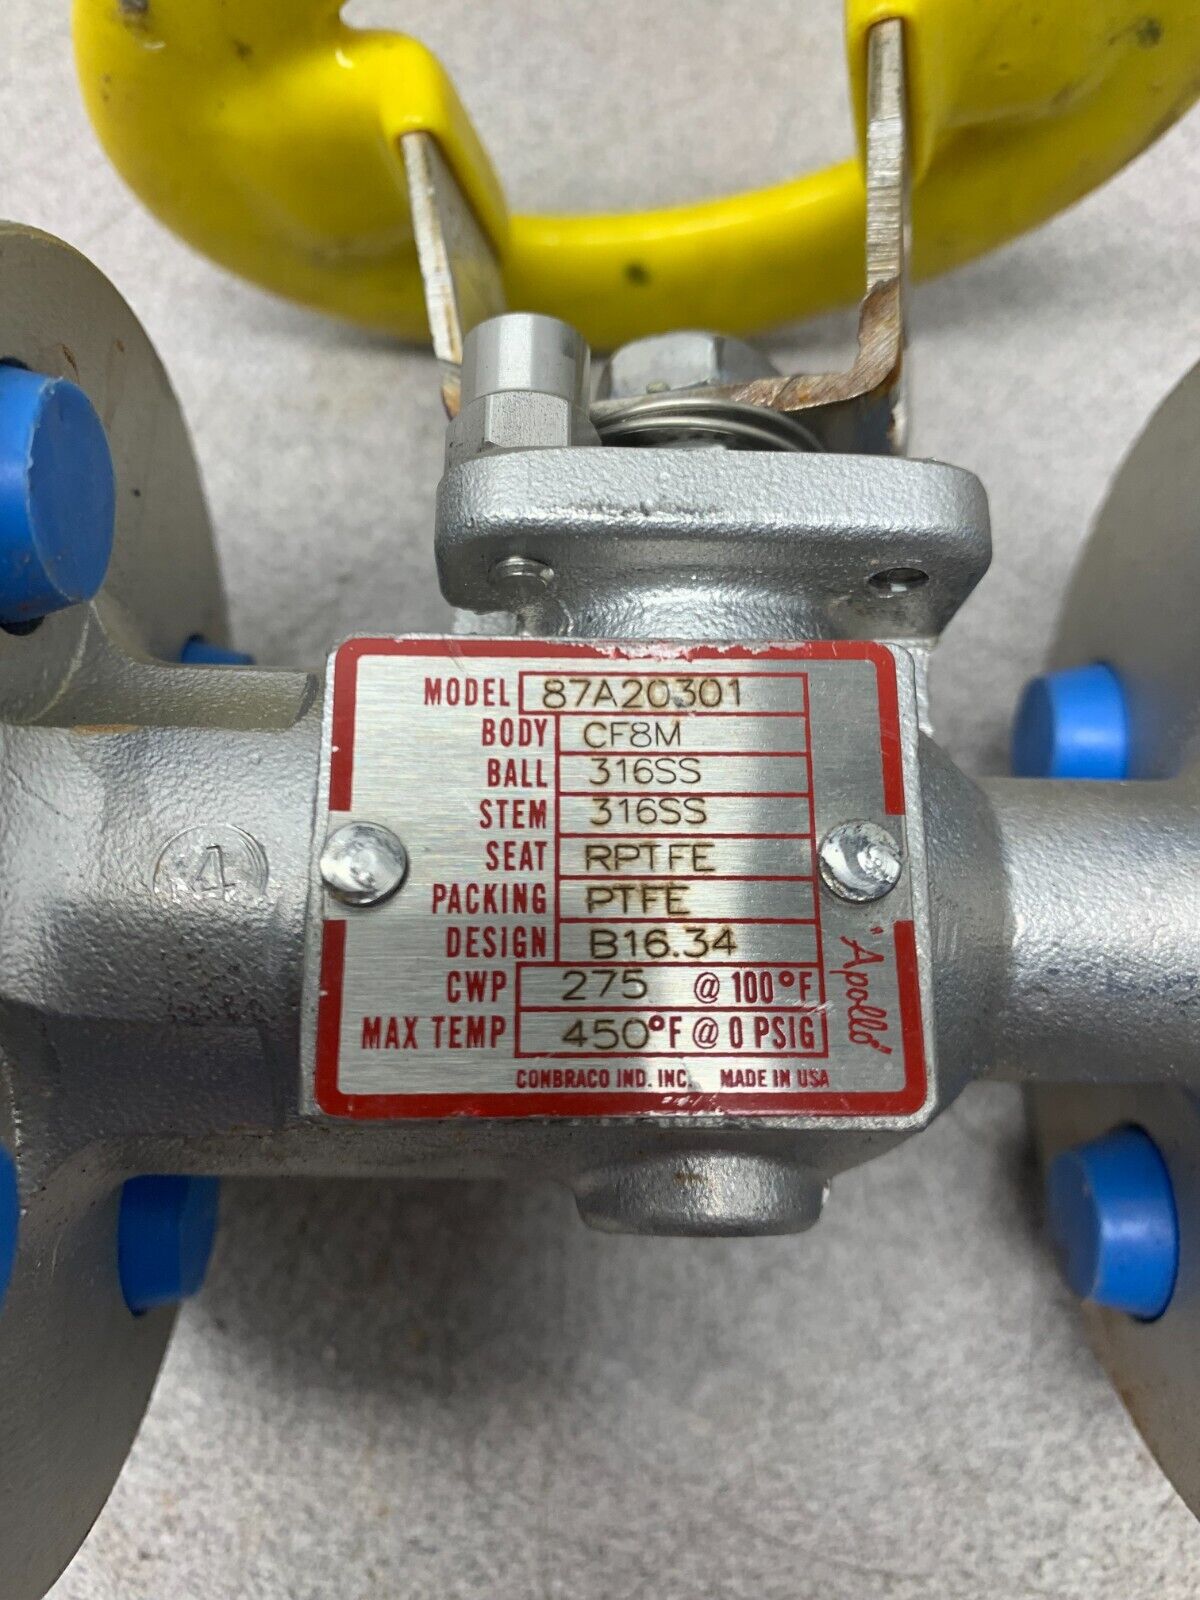 MODEL 87A20301
BODY CF8M
BALL 316SS
STEM 316SS
SEAT RPTFE
PACKING PTFE
DESIGN B16.34
CWP 275 @ 100°F
MAX TEMP 450°F @ 0 PSIG
CONBRACO IND. INC. MADE IN USA
"Apollo"
4